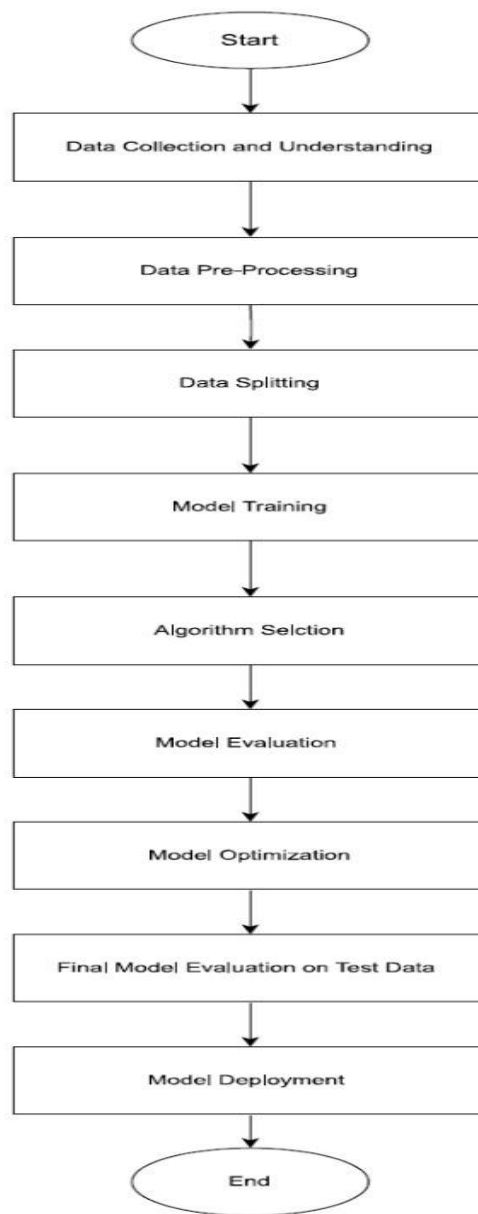 Start
Data Collection and Understanding
Data Pre-Processing
Data Splitting
Model Training
Algorithm Selction
Model Evaluation
Model Optimization
Final Model Evaluation on Test Data
Model Deployment
End